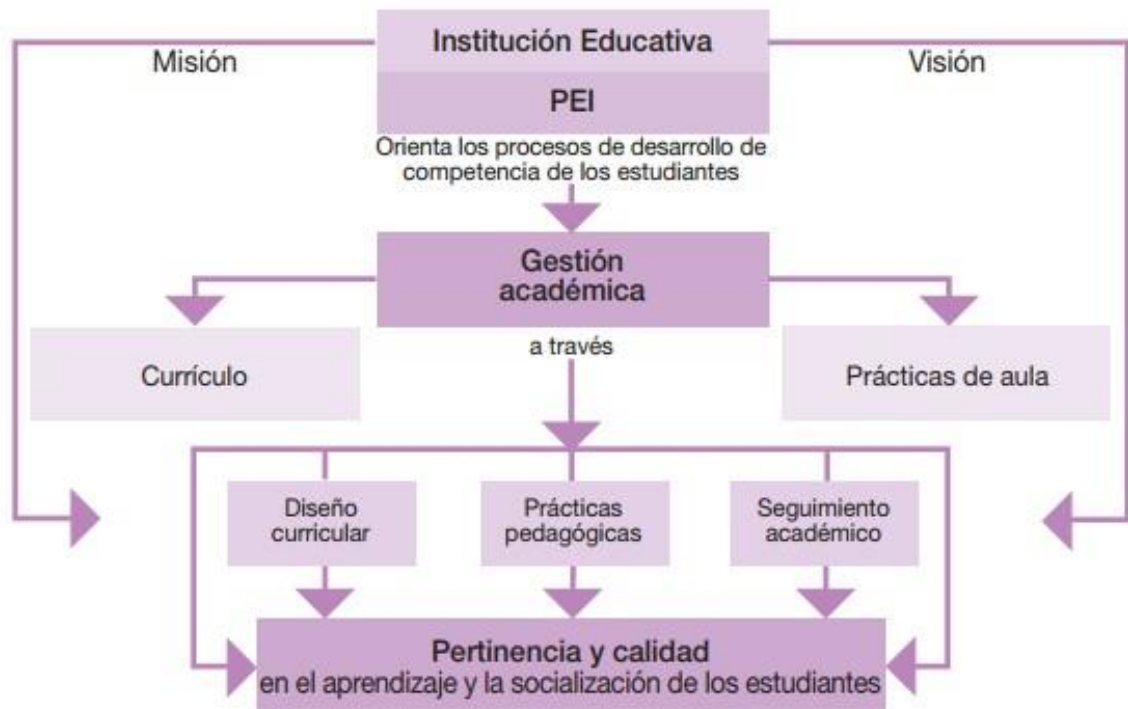 Institución Educativa
Misión
Visión
PEI
Orienta los procesos de desarrollo de
competencia de los estudiantes
Gestión
académica
a través
Currículo
Prácticas de aula
Diseño
curricular
Prácticas
pedagógicas
Seguimiento
académico
Pertinencia y calidad
en el aprendizaje y la socialización de los estudiantes